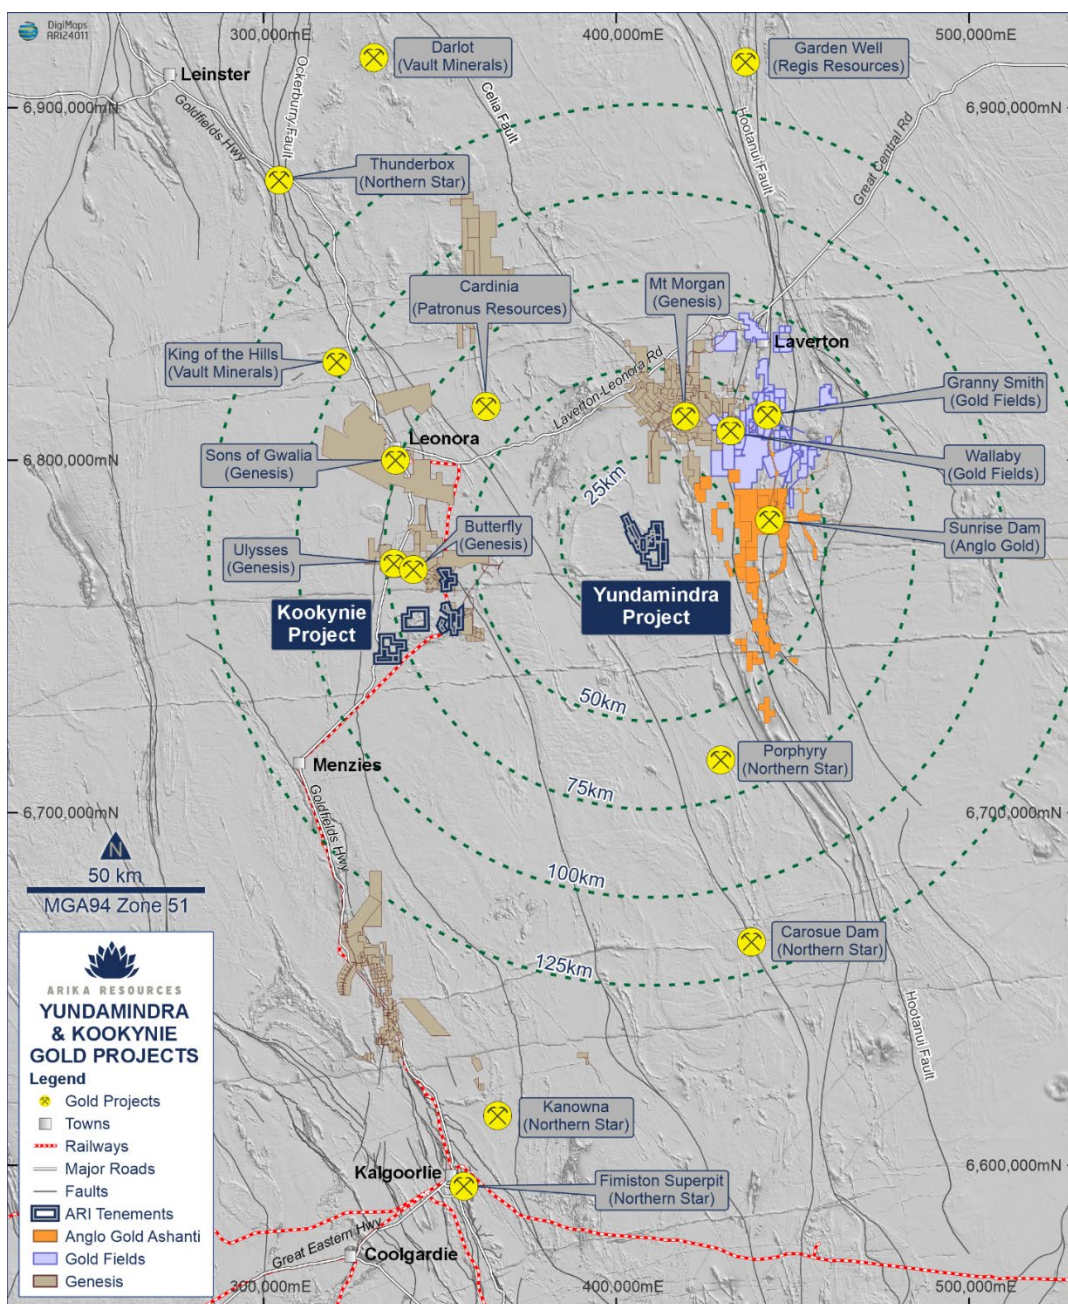 DigiMaps
ARI24011
300,000mE
400,000mE
500,000mE
Darlot
(Vault Minerals)
Garden Well
(Regis Resources)
Leinster
6,900,000mN
6,900,000mN
Goldfields Hwy
Ockerburry Fault
Celia Fault
Hootanui Fault
Great Central Rd
Thunderbox
(Northern Star)
Cardinia
(Patronus Resources)
Mt Morgan
(Genesis)
Laverton
King of the Hills
(Vault Minerals)
Laverton-Leonora Rd
Granny Smith
(Gold Fields)
Leonora
Sons of Gwalia
(Genesis)
Wallaby
(Gold Fields)
6,800,000mN
6,800,000mN
25km
Butterfly
(Genesis)
Sunrise Dam
(Anglo Gold)
Ulysses
(Genesis)
Kookynie
Project
Yundamindra
Project
50km
Menzies
Porphyry
(Northern Star)
75km
Goldfields Hwy
6,700,000mN
6,700,000mN
N
50 km
MGA94 Zone 51
100km
125km
Carosue Dam
(Northern Star)
Hootanui Fault
ARIKA RESOURCES
YUNDAMINDRA
& KOOKYNIE
GOLD PROJECTS
Legend
Gold Projects
Towns
Railways
Major Roads
Faults
ARI Tenements
Anglo Gold Ashanti
Gold Fields
Genesis
Kanowna
(Northern Star)
Kalgoorlie
6,600,000mN
Fimiston Superpit
(Northern Star)
Great Eastern Hwy
Coolgardie
300,000mE
400,000mE
500,000mE